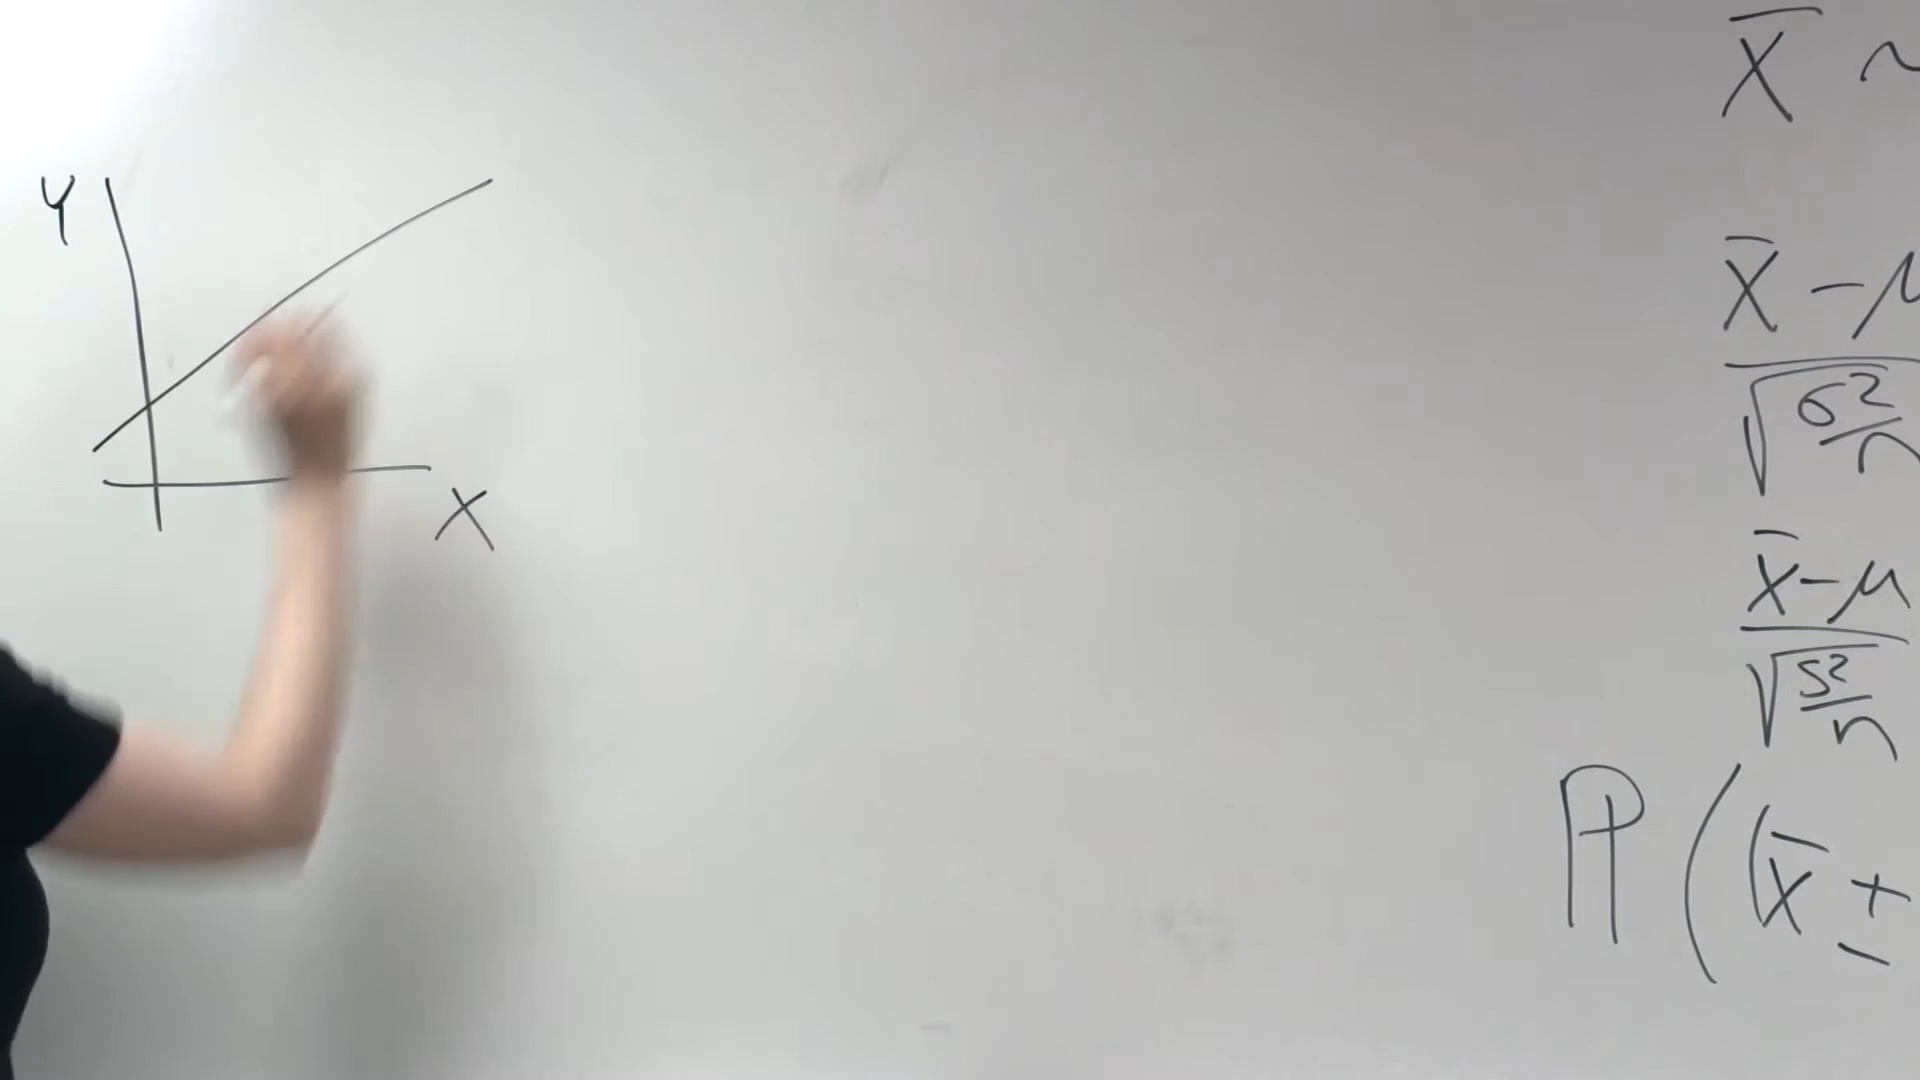 Y
X
X̅ ~
X̅ - μ
√σ²/n
x̅ - μ
√s²/n
ℙ ( (x̅ ±